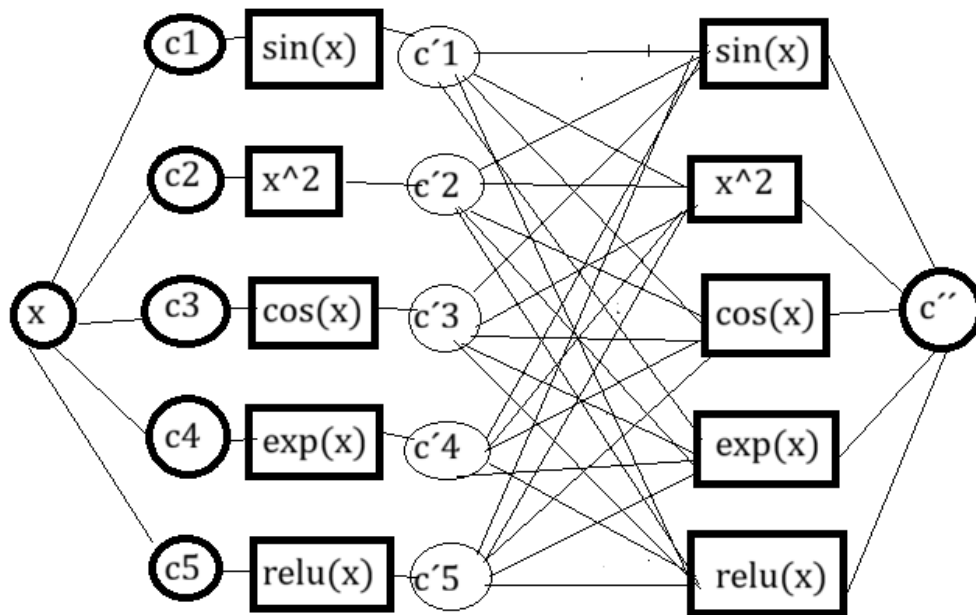 c1 sin(x) c´1 sin(x)
c2 x^2 c´2 x^2
x c3 cos(x) c´3 cos(x) c´´
c4 exp(x) c´4 exp(x)
c5 relu(x) c´5 relu(x)